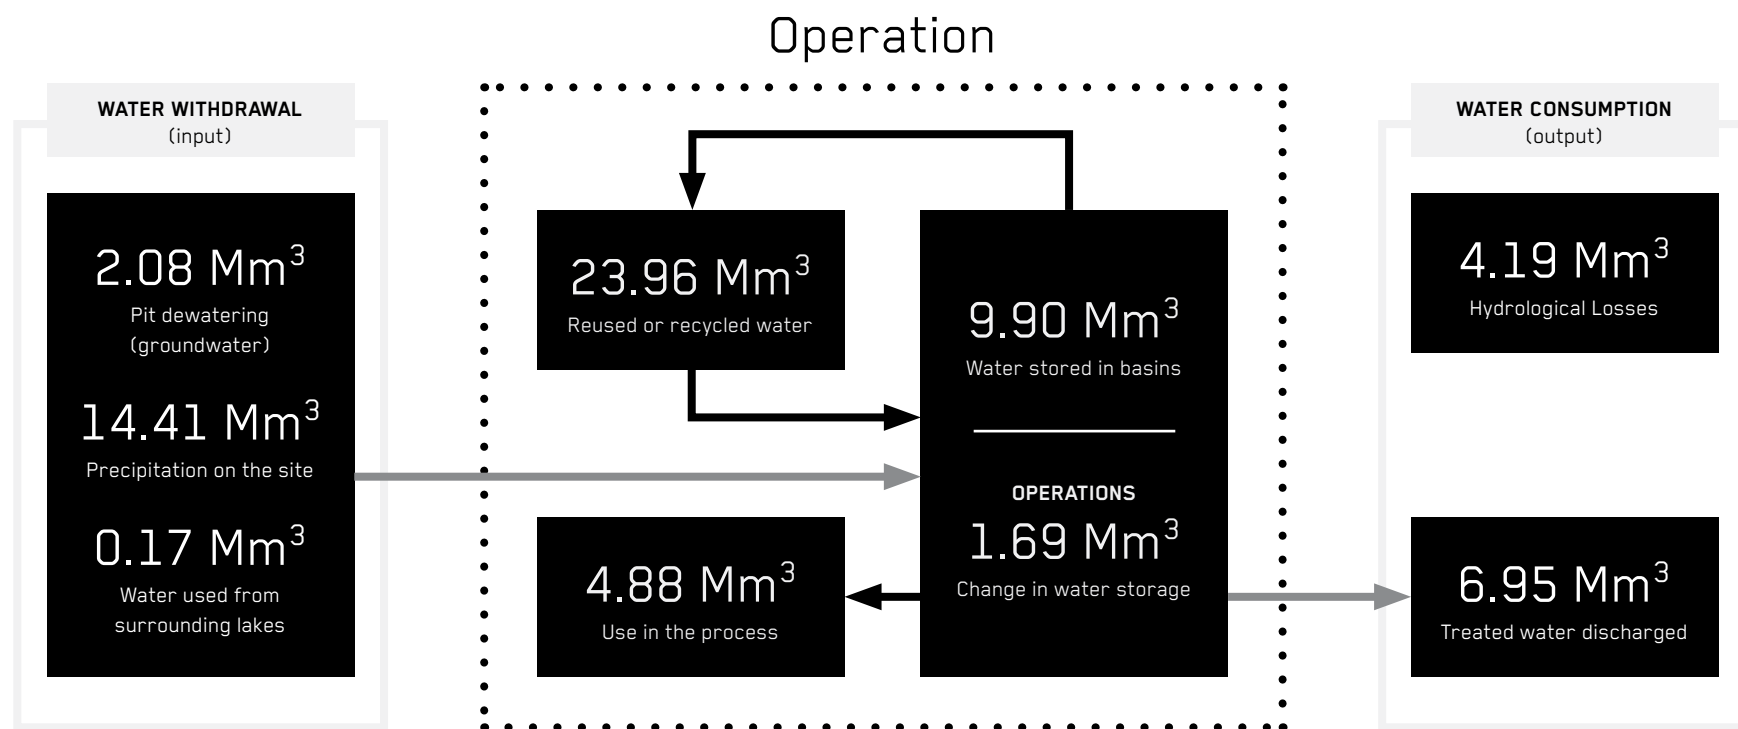 Operation
WATER WITHDRAWAL
(input)
2.08 Mm³
Pit dewatering
(groundwater)
14.41 Mm³
Precipitation on the site
0.17 Mm³
Water used from
surrounding lakes
23.96 Mm³
Reused or recycled water
4.88 Mm³
Use in the process
9.90 Mm³
Water stored in basins
OPERATIONS
1.69 Mm³
Change in water storage
WATER CONSUMPTION
(output)
4.19 Mm³
Hydrological Losses
6.95 Mm³
Treated water discharged